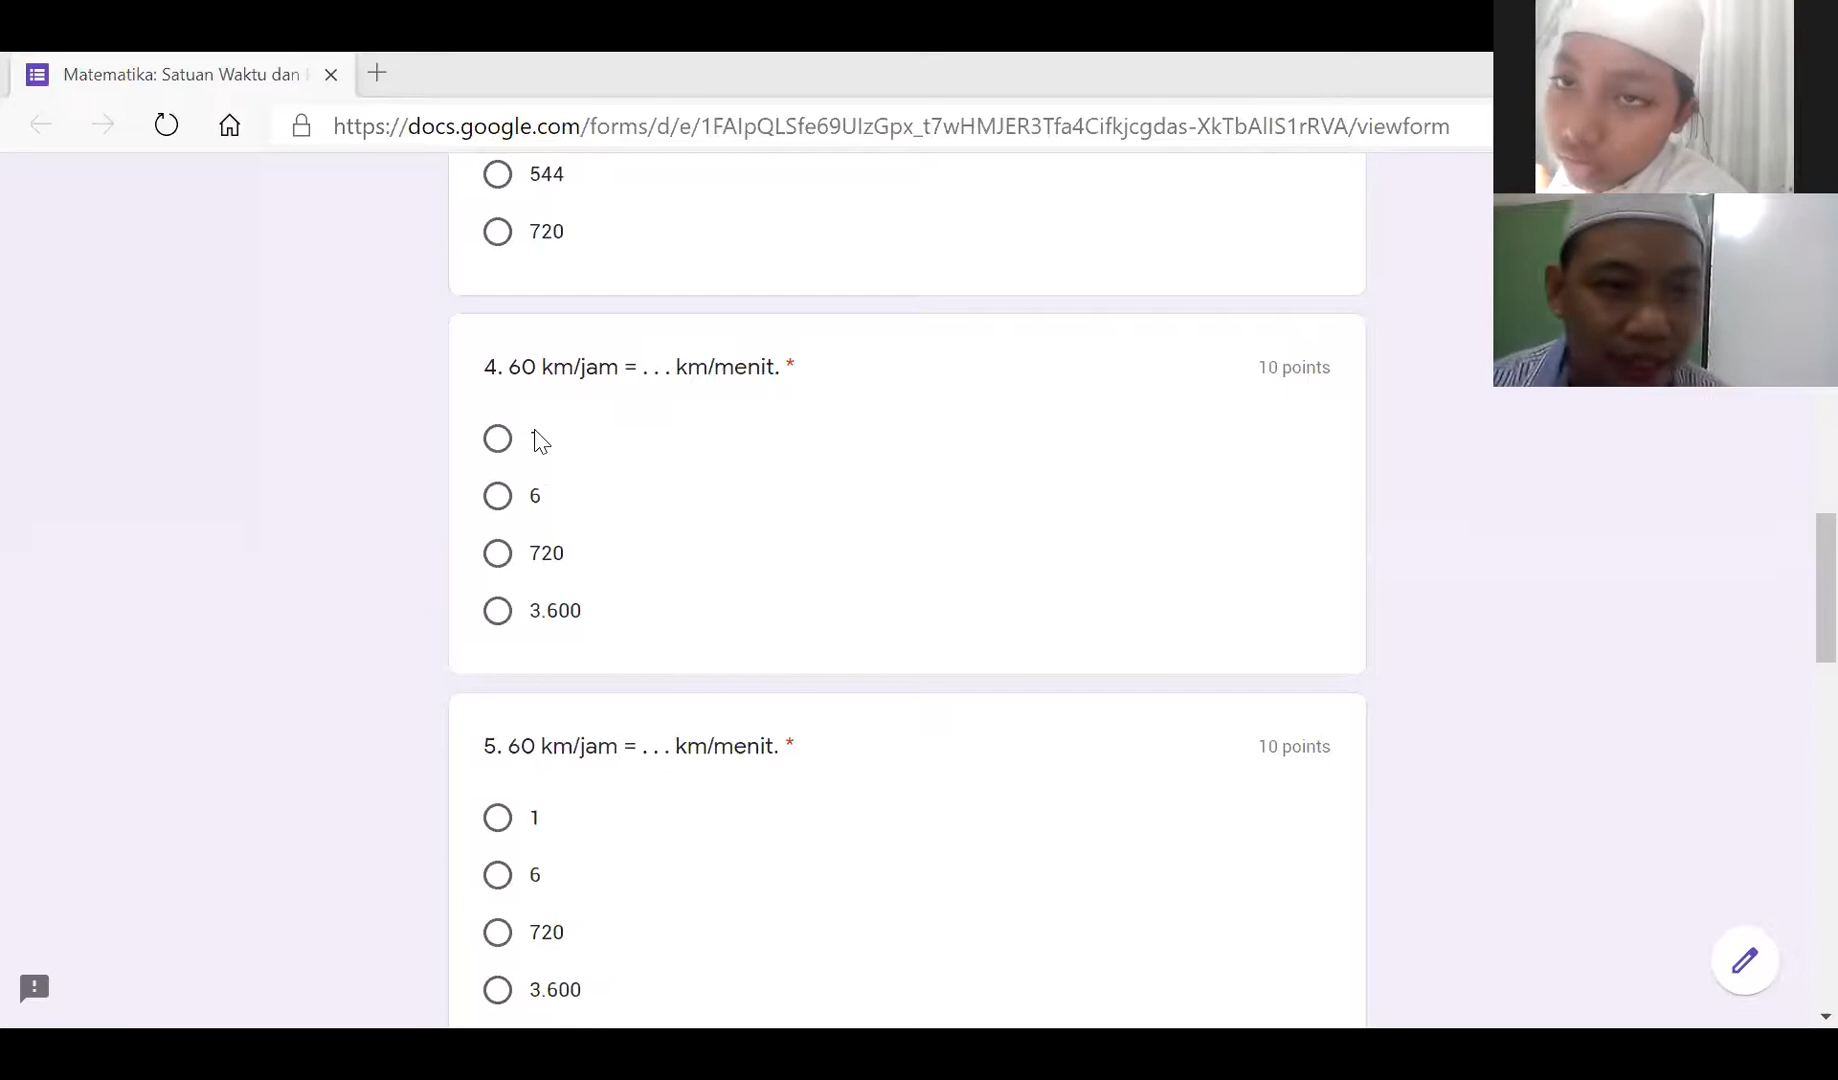 Matematika: Satuan Waktu dan
https://docs.google.com/forms/d/e/1FAIpQLSfe69UIzGpx_t7wHMJER3Tfa4Cifkjcgdas-XkTbAlIS1rRVA/viewform
544
720
4. 60 km/jam = . . . km/menit. *
10 points
6
720
3.600
5. 60 km/jam = . . . km/menit. *
10 points
1
6
720
3.600